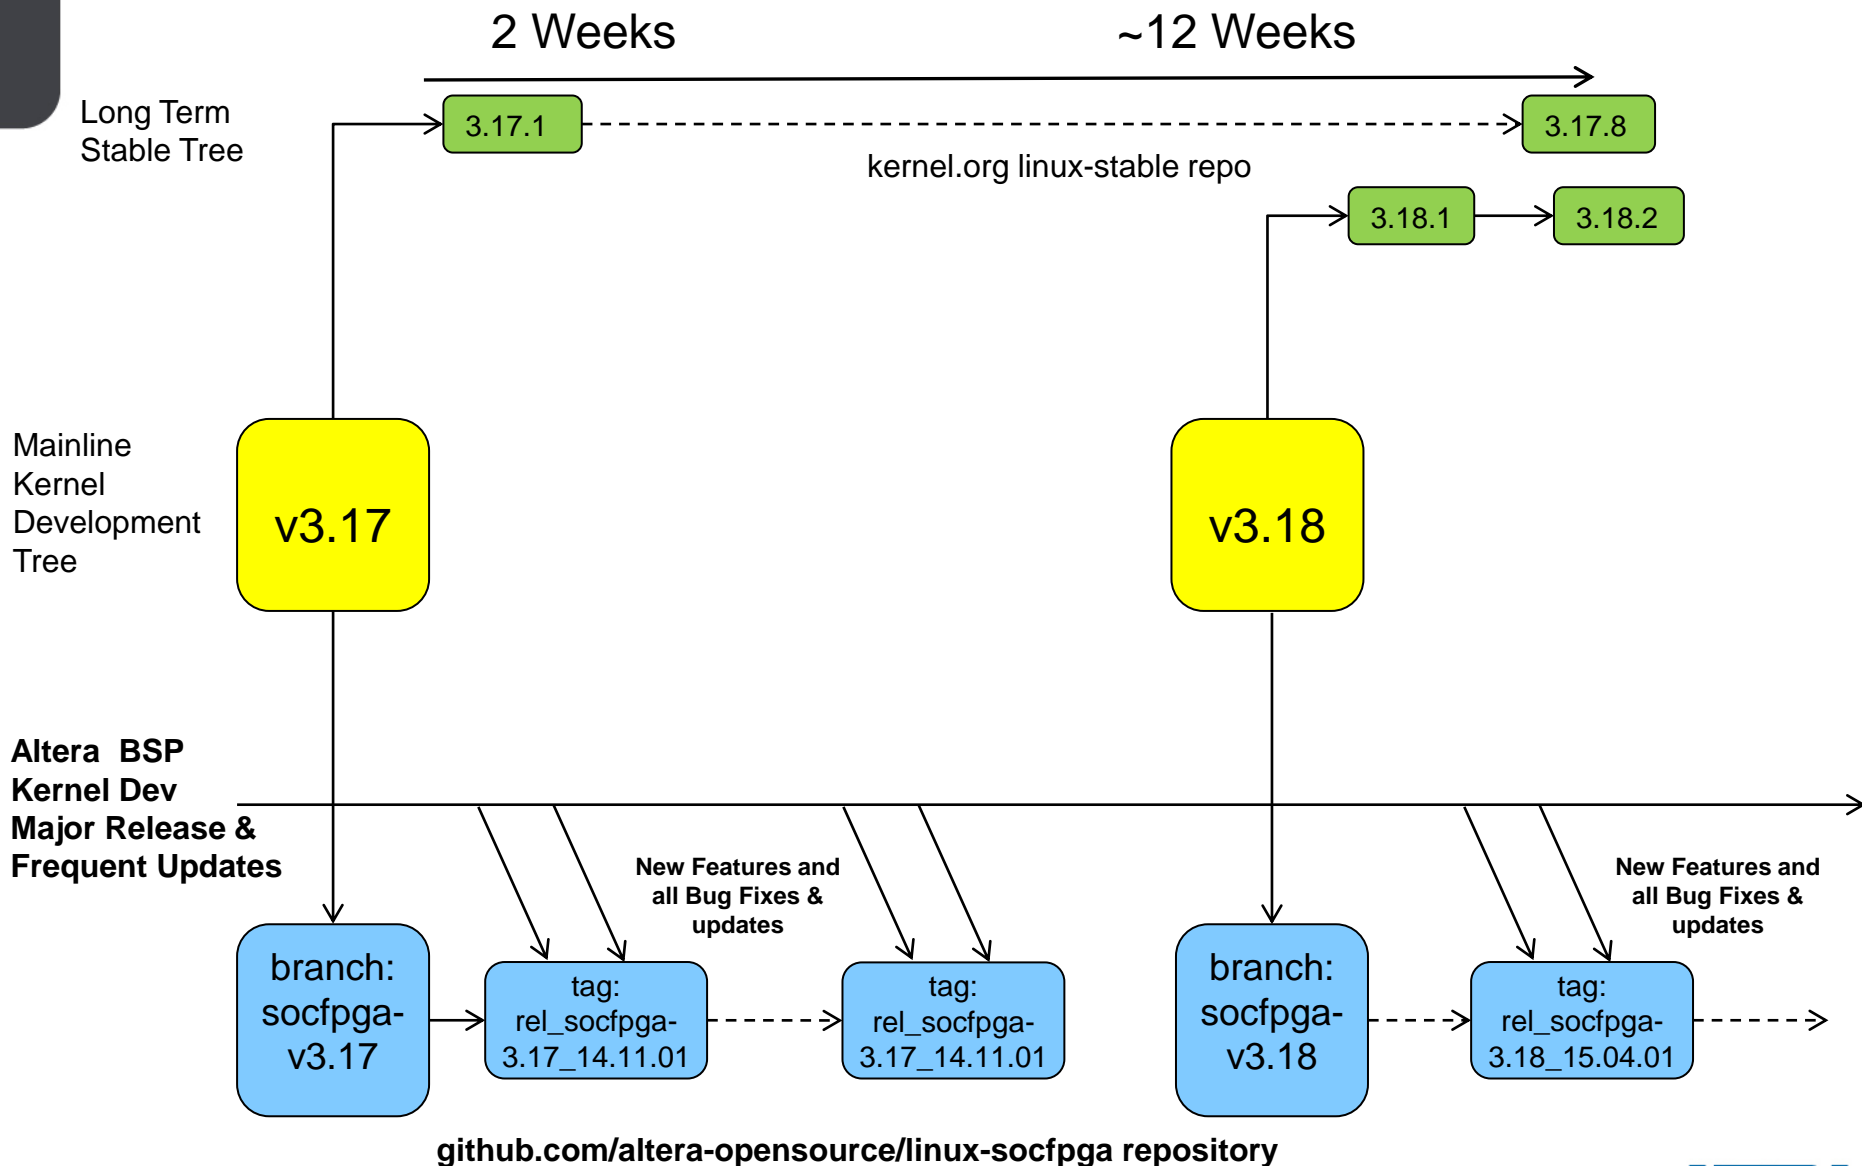 2 Weeks
~12 Weeks
Long Term
Stable Tree
3.17.1
3.17.8
kernel.org linux-stable repo
3.18.1
3.18.2
Mainline
Kernel
Development
Tree
v3.17
v3.18
Altera  BSP
Kernel Dev
Major Release &
Frequent Updates
New Features and
all Bug Fixes &
updates
New Features and
all Bug Fixes &
updates
branch:
socfpga-
v3.17
tag:
rel_socfpga-
3.17_14.11.01
tag:
rel_socfpga-
3.17_14.11.01
branch:
socfpga-
v3.18
tag:
rel_socfpga-
3.18_15.04.01
github.com/altera-opensource/linux-socfpga repository